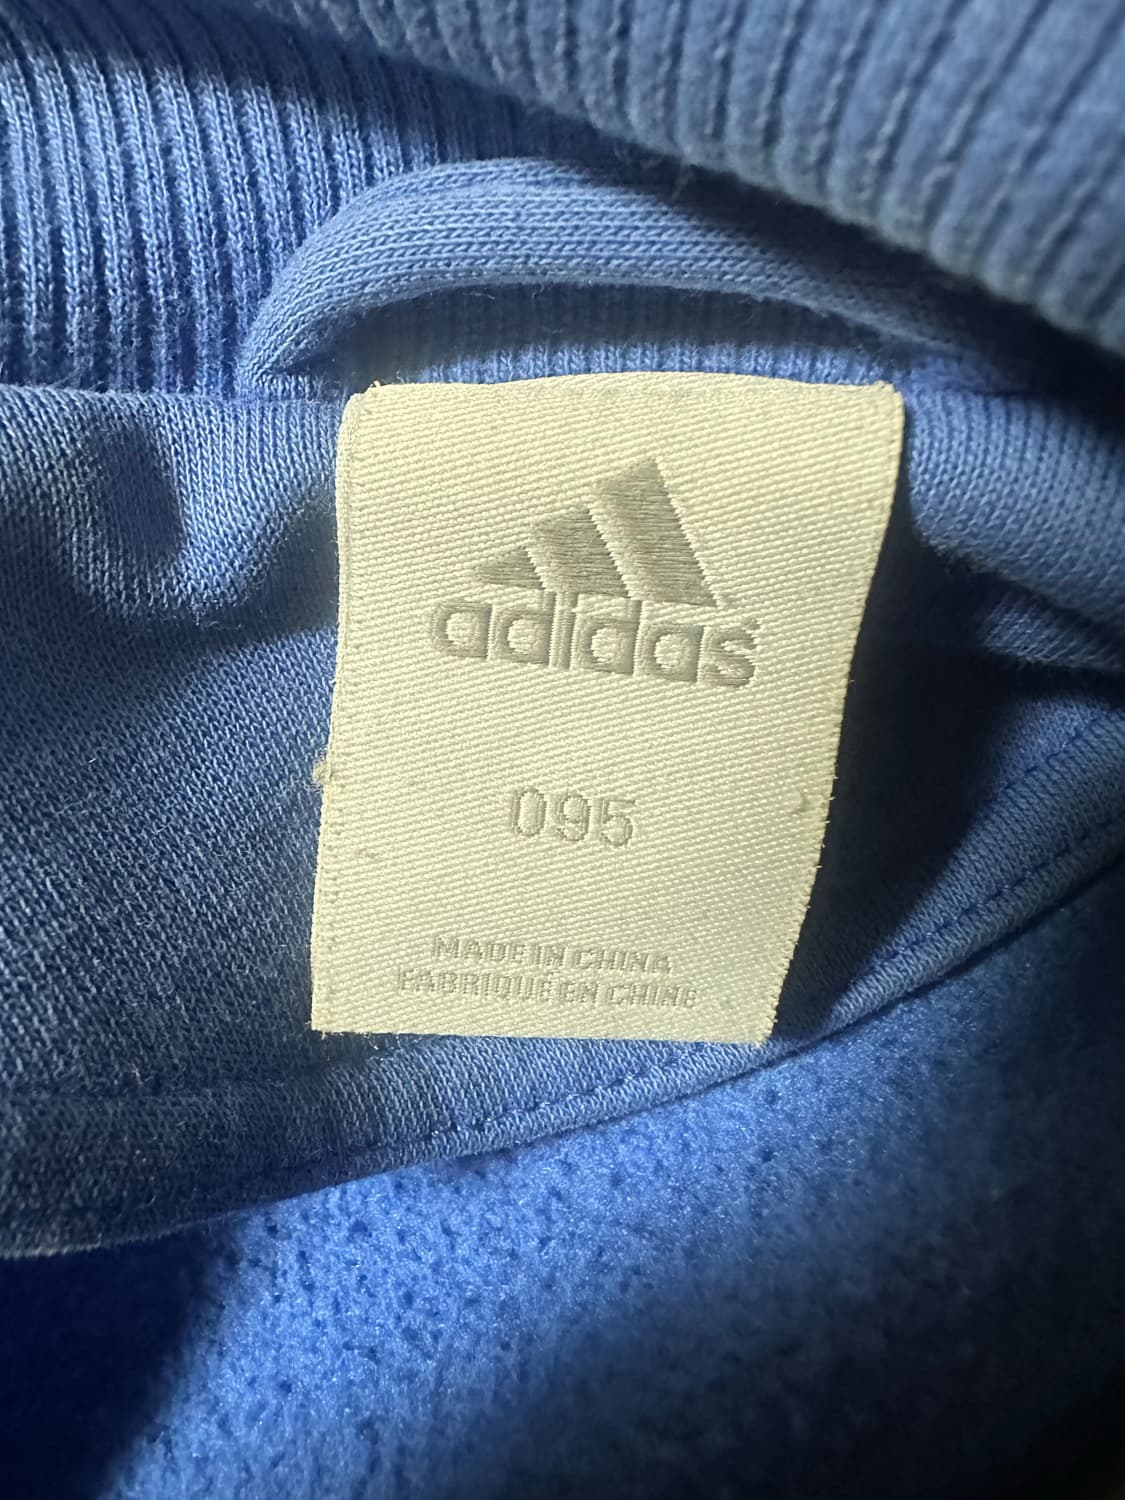 adidas
095
MADE IN CHINA
FABRIQUÉ EN CHINE